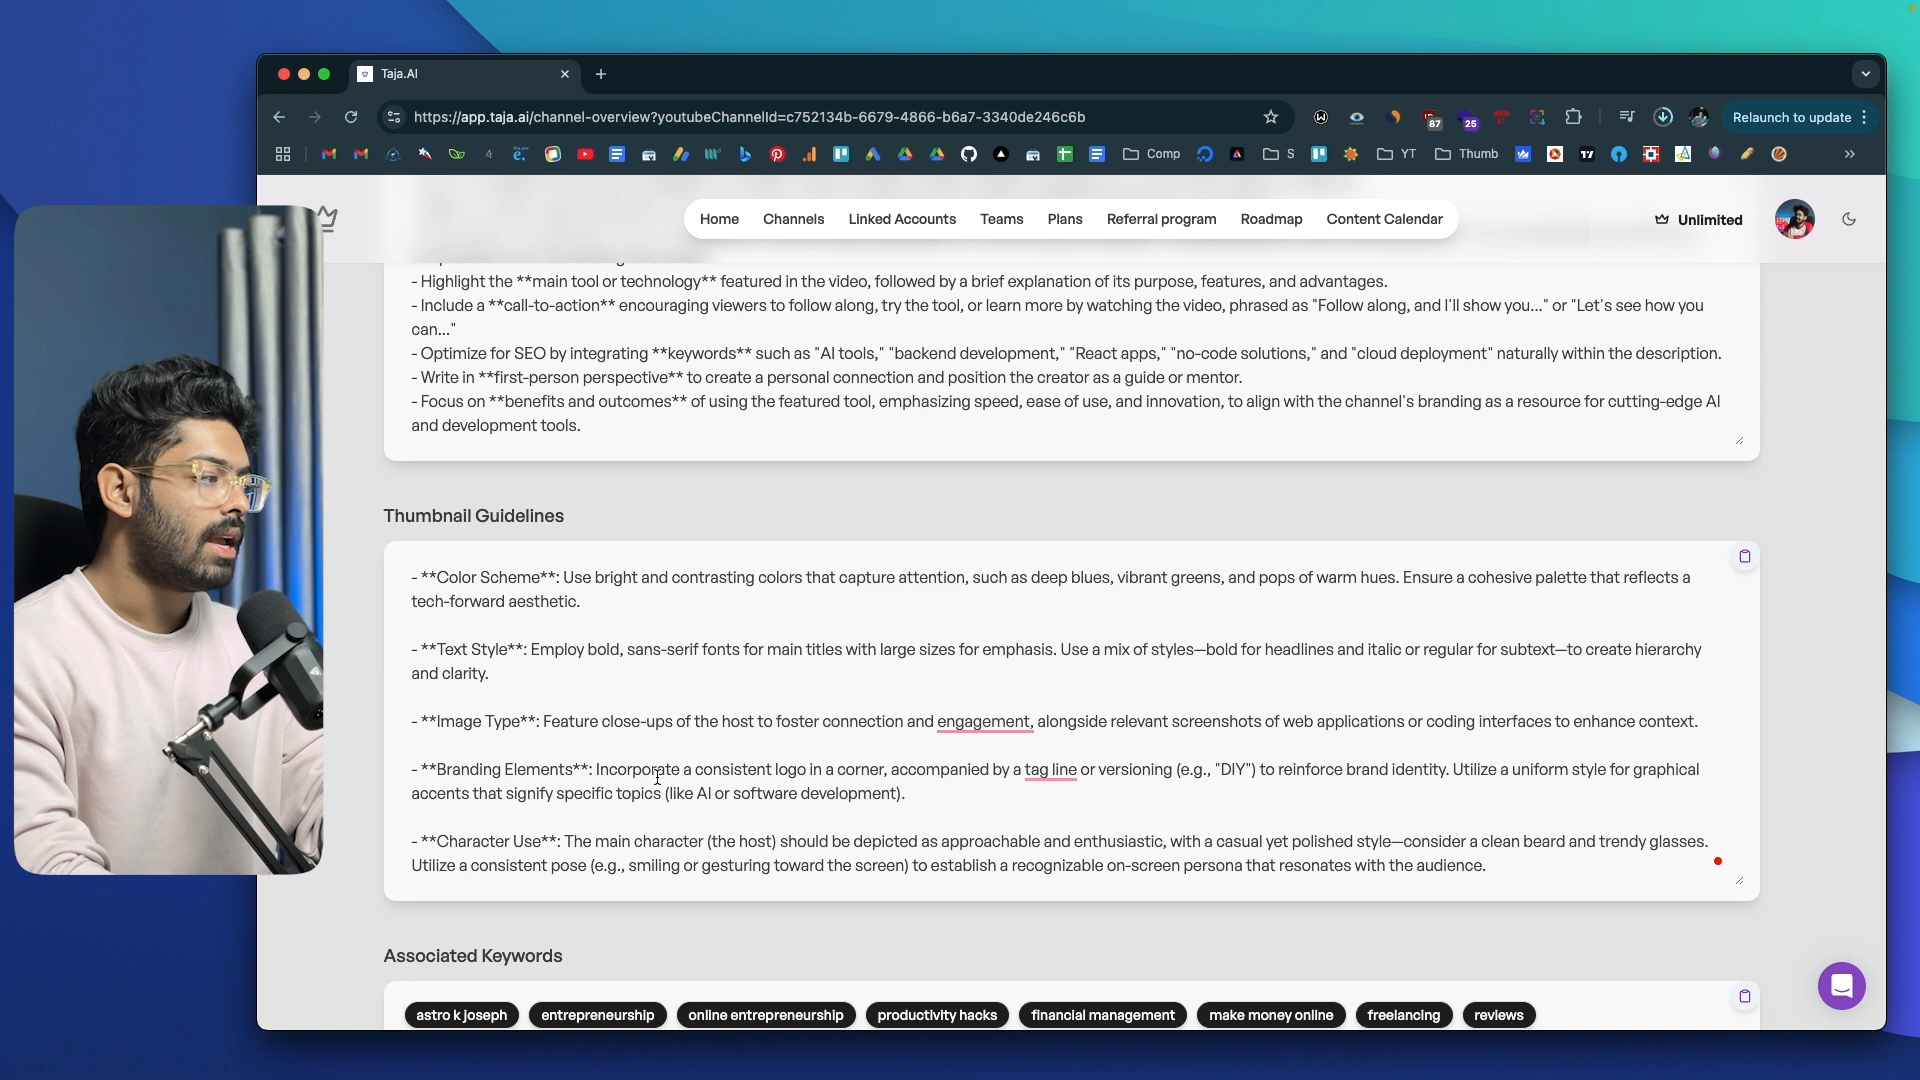 Taja.AI
https://app.taja.ai/channel-overview?youtubeChannelId=c752134b-6679-4866-b6a7-3340de246c6b
87
25
Relaunch to update
Comp
S
YT
Thumb
Home
Channels
Linked Accounts
Teams
Plans
Referral program
Roadmap
Content Calendar
Unlimited
- Highlight the **main tool or technology** featured in the video, followed by a brief explanation of its purpose, features, and advantages.
- Include a **call-to-action** encouraging viewers to follow along, try the tool, or learn more by watching the video, phrased as "Follow along, and I'll show you..." or "Let's see how you
can..."
- Optimize for SEO by integrating **keywords** such as "AI tools," "backend development," "React apps," "no-code solutions," and "cloud deployment" naturally within the description.
- Write in **first-person perspective** to create a personal connection and position the creator as a guide or mentor.
- Focus on **benefits and outcomes** of using the featured tool, emphasizing speed, ease of use, and innovation, to align with the channel's branding as a resource for cutting-edge AI
and development tools.
Thumbnail Guidelines
- **Color Scheme**: Use bright and contrasting colors that capture attention, such as deep blues, vibrant greens, and pops of warm hues. Ensure a cohesive palette that reflects a
tech-forward aesthetic.
- **Text Style**: Employ bold, sans-serif fonts for main titles with large sizes for emphasis. Use a mix of styles—bold for headlines and italic or regular for subtext—to create hierarchy
and clarity.
- **Image Type**: Feature close-ups of the host to foster connection and engagement, alongside relevant screenshots of web applications or coding interfaces to enhance context.
- **Branding Elements**: Incorporate a consistent logo in a corner, accompanied by a tag line or versioning (e.g., "DIY") to reinforce brand identity. Utilize a uniform style for graphical
accents that signify specific topics (like AI or software development).
- **Character Use**: The main character (the host) should be depicted as approachable and enthusiastic, with a casual yet polished style—consider a clean beard and trendy glasses.
Utilize a consistent pose (e.g., smiling or gesturing toward the screen) to establish a recognizable on-screen persona that resonates with the audience.
Associated Keywords
astro k joseph
entrepreneurship
online entrepreneurship
productivity hacks
financial management
make money online
freelancing
reviews